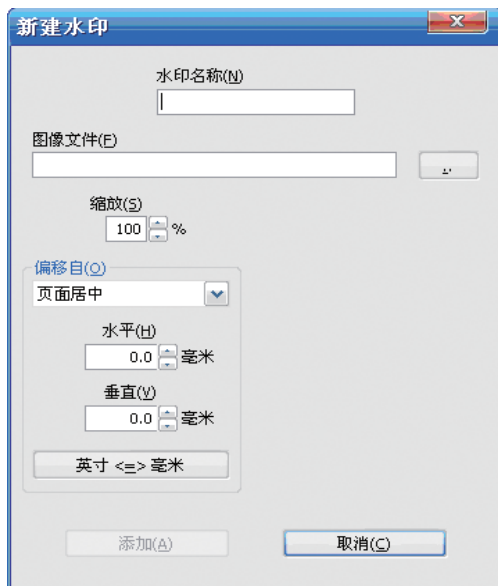 新建水印
水印名称(N)
图像文件(F)
..
缩放(S)
100 %
偏移自(O)
页面居中
水平(H)
0.0 毫米
垂直(V)
0.0 毫米
英寸 <=> 毫米
添加(A) 取消(C)